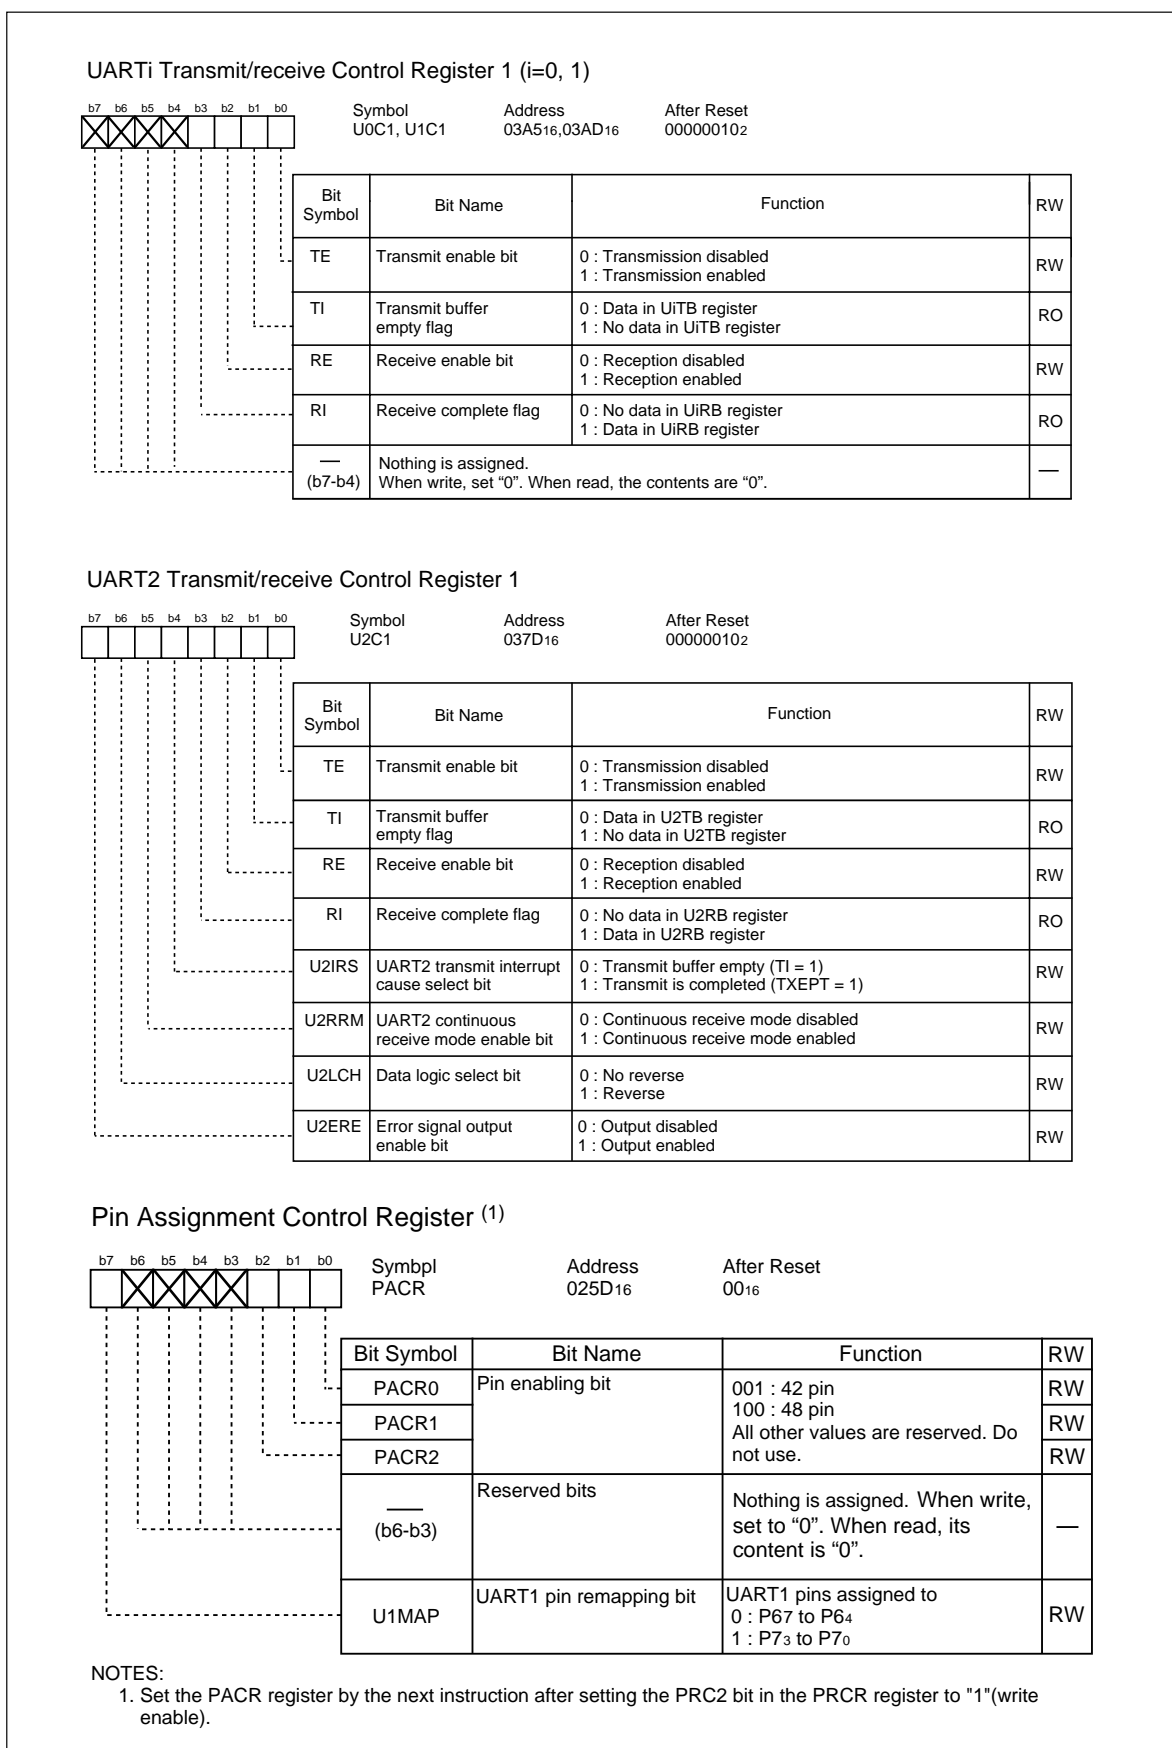 UARTi Transmit/receive Control Register 1 (i=0, 1)
b7 b6 b5 b4 b3 b2 b1 b0
Symbol Address After Reset
U0C1, U1C1 03A516,03AD16 000000102
Bit Symbol Bit Name Function RW
TE Transmit enable bit 0 : Transmission disabled
1 : Transmission enabled RW
TI Transmit buffer empty flag 0 : Data in UiTB register
1 : No data in UiTB register RO
RE Receive enable bit 0 : Reception disabled
1 : Reception enabled RW
RI Receive complete flag 0 : No data in UiRB register
1 : Data in UiRB register RO
— (b7-b4) Nothing is assigned.
When write, set “0”. When read, the contents are “0”. —
UART2 Transmit/receive Control Register 1
b7 b6 b5 b4 b3 b2 b1 b0
Symbol Address After Reset
U2C1 037D16 000000102
Bit Symbol Bit Name Function RW
TE Transmit enable bit 0 : Transmission disabled
1 : Transmission enabled RW
TI Transmit buffer empty flag 0 : Data in U2TB register
1 : No data in U2TB register RO
RE Receive enable bit 0 : Reception disabled
1 : Reception enabled RW
RI Receive complete flag 0 : No data in U2RB register
1 : Data in U2RB register RO
U2IRS UART2 transmit interrupt cause select bit 0 : Transmit buffer empty (TI = 1)
1 : Transmit is completed (TXEPT = 1) RW
U2RRM UART2 continuous receive mode enable bit 0 : Continuous receive mode disabled
1 : Continuous receive mode enabled RW
U2LCH Data logic select bit 0 : No reverse
1 : Reverse RW
U2ERE Error signal output enable bit 0 : Output disabled
1 : Output enabled RW
Pin Assignment Control Register (1)
b7 b6 b5 b4 b3 b2 b1 b0
Symbpl Address After Reset
PACR 025D16 0016
Bit Symbol Bit Name Function RW
PACR0 Pin enabling bit 001 : 42 pin RW
100 : 48 pin
PACR1 All other values are reserved. Do RW
PACR2 not use. RW
— (b6-b3) Reserved bits Nothing is assigned. When write,
set to “0”. When read, its
content is “0”. —
U1MAP UART1 pin remapping bit UART1 pins assigned to
0 : P67 to P64
1 : P73 to P70 RW
NOTES:
1. Set the PACR register by the next instruction after setting the PRC2 bit in the PRCR register to "1"(write
enable).